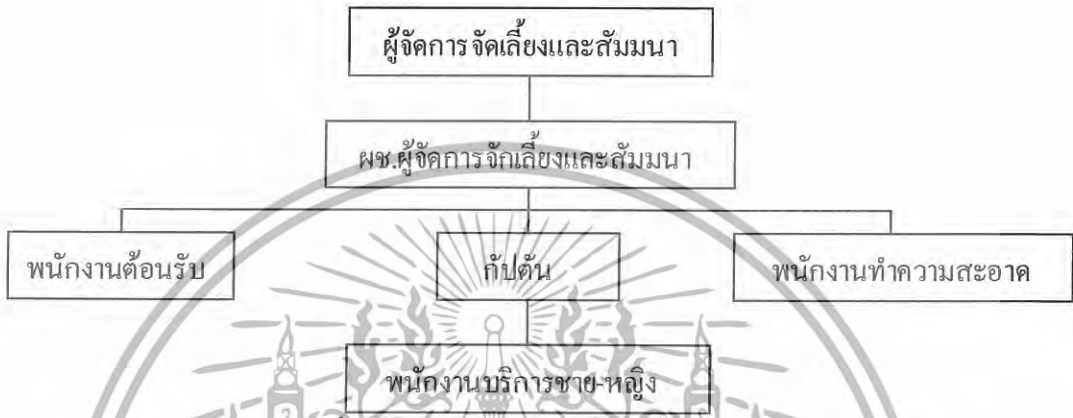 ผู้จัดการจัดเลี้ยงและสัมมนา
ผช.ผู้จัดการจักเลี้ยงและสัมมนา
พนักงานต้อนรับ
กัปตัน
พนักงานทำความสะอาด
พนักงานบริการชาย-หญิง